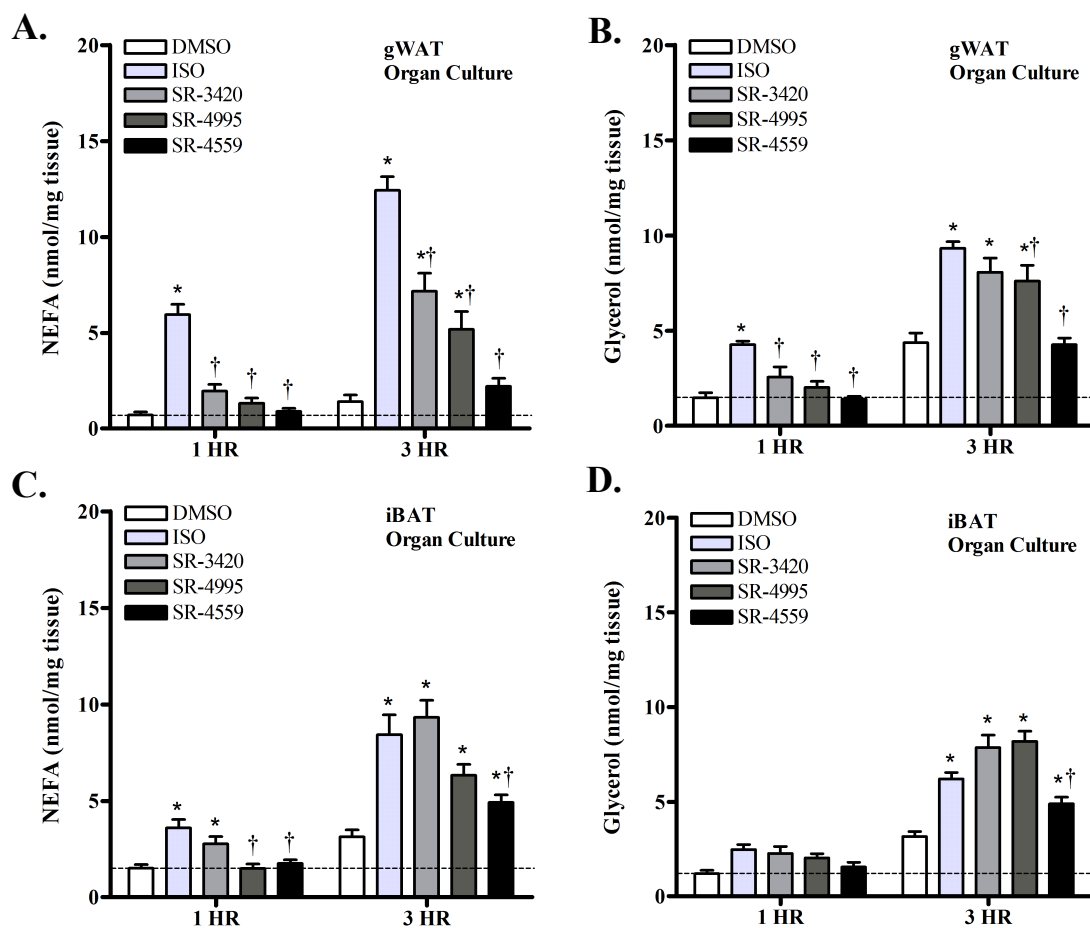 A.
20
15
10
5
0
NEFA (nmol/mg tissue)
DMSO
ISO
SR-3420
SR-4995
SR-4559
gWAT
Organ Culture
*
†
†
†
*
*†
*†
†
1 HR
3 HR
B.
20
15
10
5
0
Glycerol (nmol/mg tissue)
DMSO
ISO
SR-3420
SR-4995
SR-4559
gWAT
Organ Culture
*
†
†
†
*
*
*†
†
1 HR
3 HR
C.
20
15
10
5
0
NEFA (nmol/mg tissue)
DMSO
ISO
SR-3420
SR-4995
SR-4559
iBAT
Organ Culture
*
*
†
†
*
*
*
*†
1 HR
3 HR
D.
20
15
10
5
0
Glycerol (nmol/mg tissue)
DMSO
ISO
SR-3420
SR-4995
SR-4559
iBAT
Organ Culture
*
*
*
*†
1 HR
3 HR